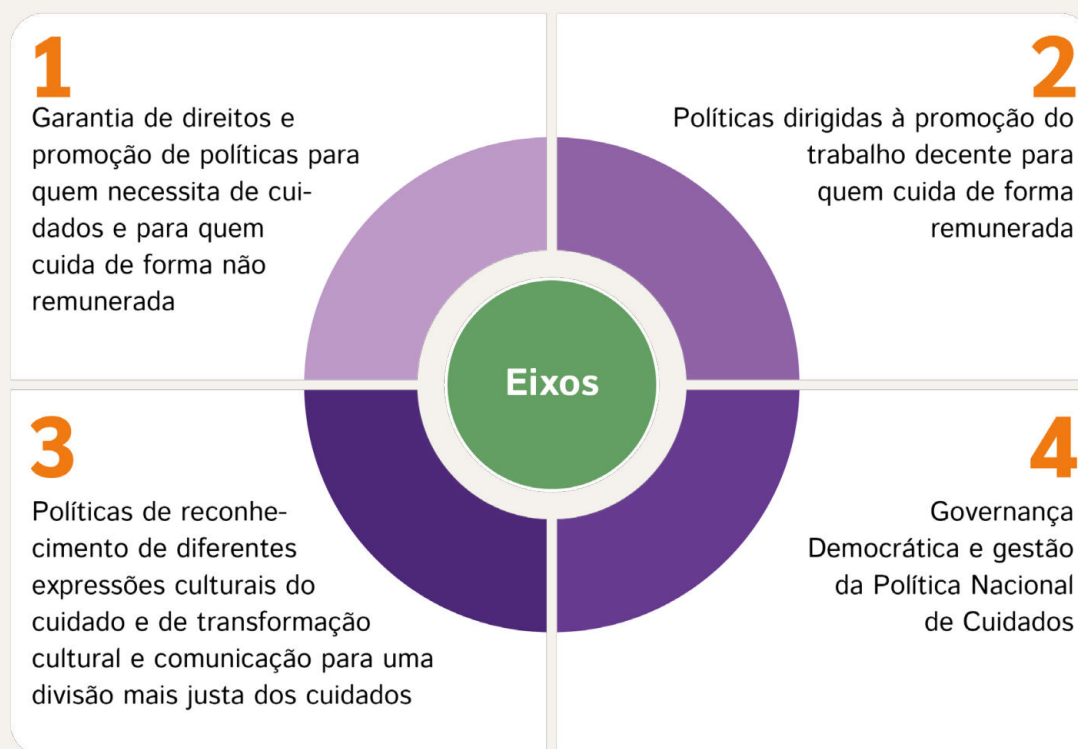 1
Garantia de direitos e
promoção de políticas para
quem necessita de cui-
dados e para quem
cuida de forma não
remunerada
2
Políticas dirigidas à promoção do
trabalho decente para
quem cuida de forma
remunerada
Eixos
3
Políticas de reconhe-
cimento de diferentes
expressões culturais do
cuidado e de transformação
cultural e comunicação para uma
divisão mais justa dos cuidados
4
Governança
Democrática e gestão
da Política Nacional
de Cuidados